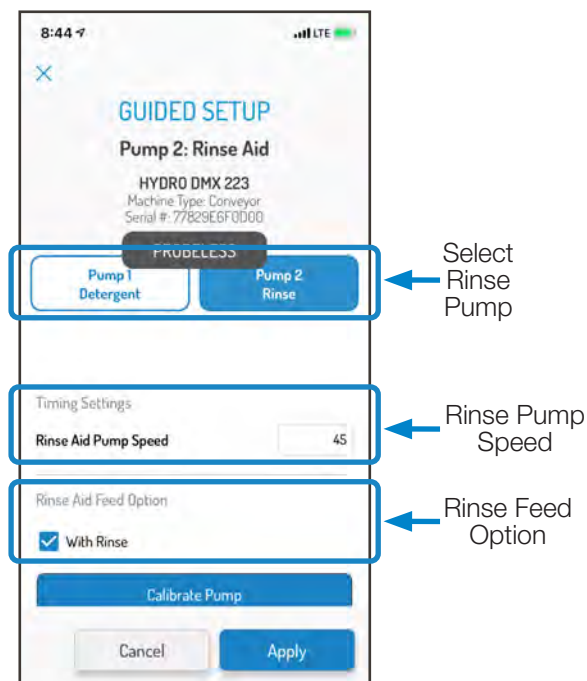 8:44
LTE
GUIDED SETUP
Pump 2: Rinse Aid
HYDRO DMX 223
Machine Type: Conveyor
Serial #: 77829E6F0D00
PROBELESS
Pump 1
Detergent
Pump 2
Rinse
Select
Rinse
Pump
Timing Settings
Rinse Aid Pump Speed
45
Rinse Pump
Speed
Rinse Aid Feed Option
With Rinse
Rinse Feed
Option
Calibrate Pump
Cancel
Apply